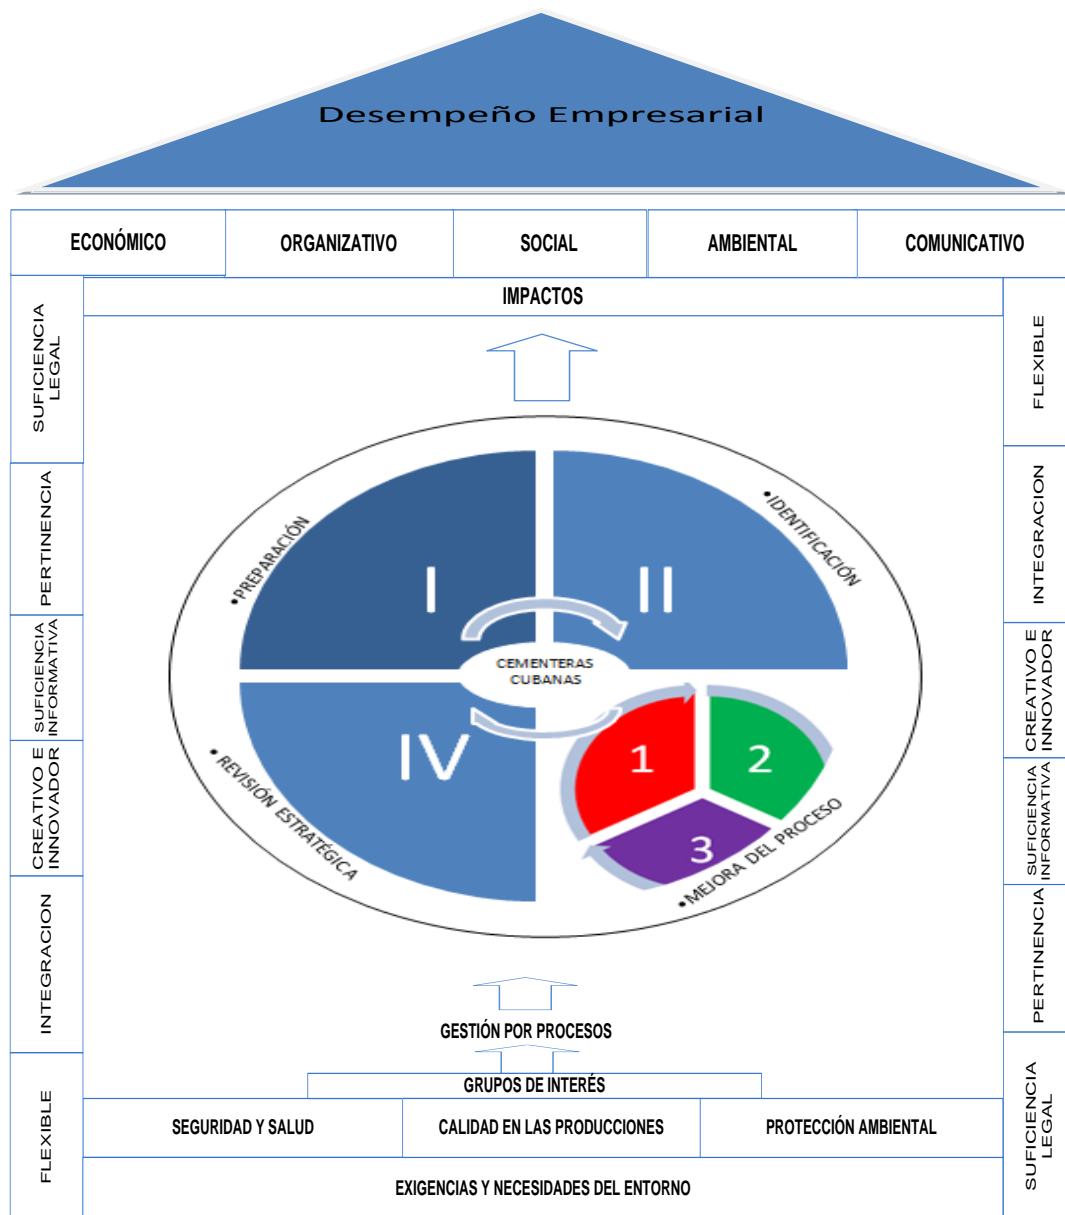 Desempeño Empresarial
ECONÓMICO
ORGANIZATIVO
SOCIAL
AMBIENTAL
COMUNICATIVO
IMPACTOS
SUFICIENCIA
LEGAL
PERTINENCIA
SUFICIENCIA
INFORMATIVA
CREATIVO E
INNOVADOR
INTEGRACION
FLEXIBLE
•PREPARACIÓN
•IDENTIFICACIÓN
I
II
CEMENTERAS
CUBANAS
IV
1
2
3
•REVISIÓN ESTRATÉGICA
•MEJORA DEL PROCESO
FLEXIBLE
INTEGRACION
CREATIVO E
INNOVADOR
SUFICIENCIA
INFORMATIVA
PERTINENCIA
SUFICIENCIA
LEGAL
GESTIÓN POR PROCESOS
GRUPOS DE INTERÉS
SEGURIDAD Y SALUD
CALIDAD EN LAS PRODUCCIONES
PROTECCIÓN AMBIENTAL
EXIGENCIAS Y NECESIDADES DEL ENTORNO